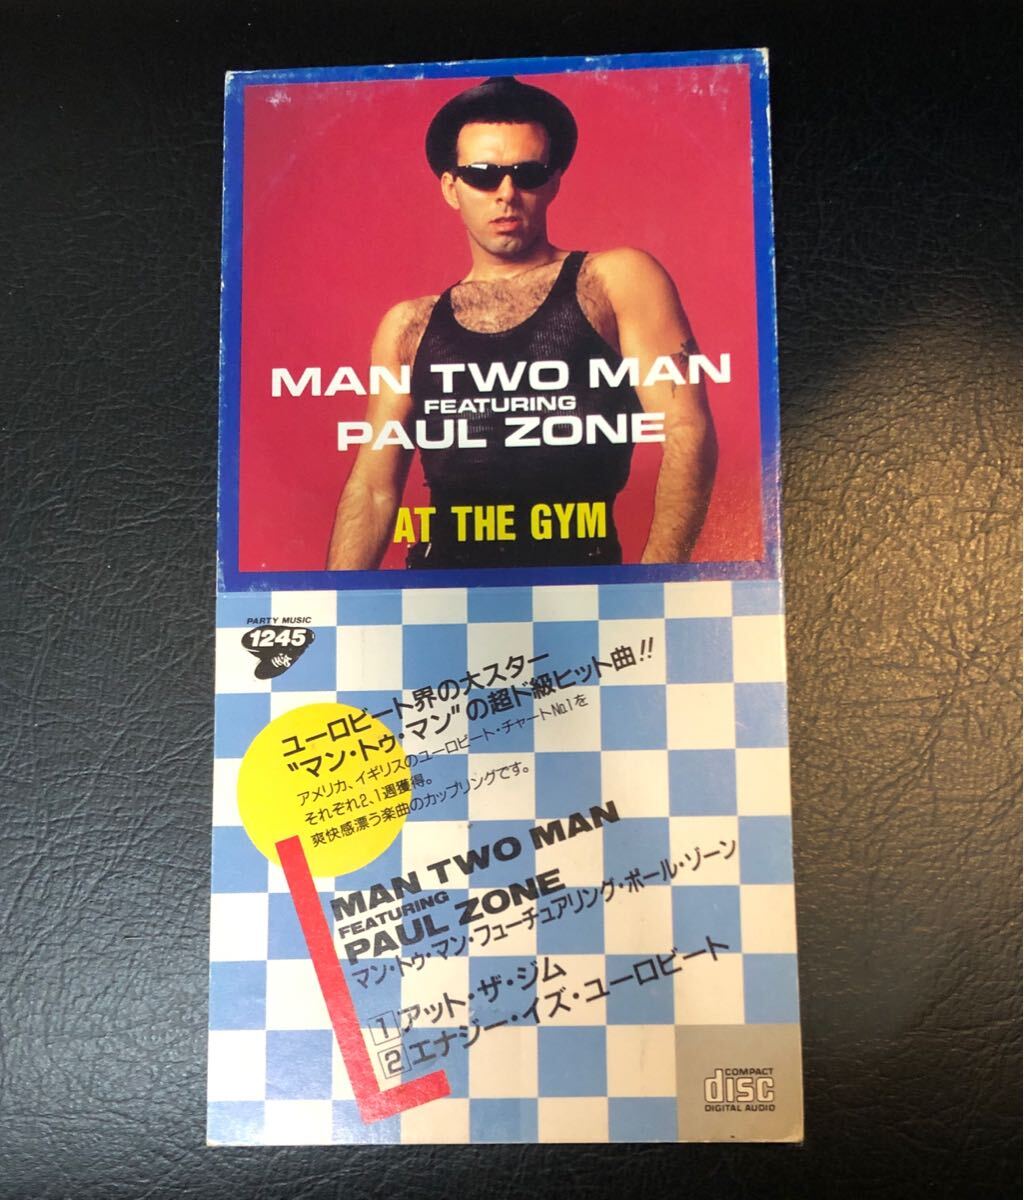 MAN TWO MAN
FEATURING
PAUL ZONE
AT THE GYM
PARTY MUSIC
1245
ユーロビート界の大スター
"マン・トゥ・マン"の超ド級ヒット曲!!
アメリカ、イギリスのユーロビート・チャートNo.1を
それぞれ2、1週獲得。
爽快感漂う楽曲のカップリングです。
MAN TWO MAN
FEATURING
PAUL ZONE
マン・トゥ・マン・フューチュアリング・ポール・ゾーン
1 アット・ザ・ジム
2 エナジー・イズ・ユーロビート
COMPACT
disc
DIGITAL AUDIO